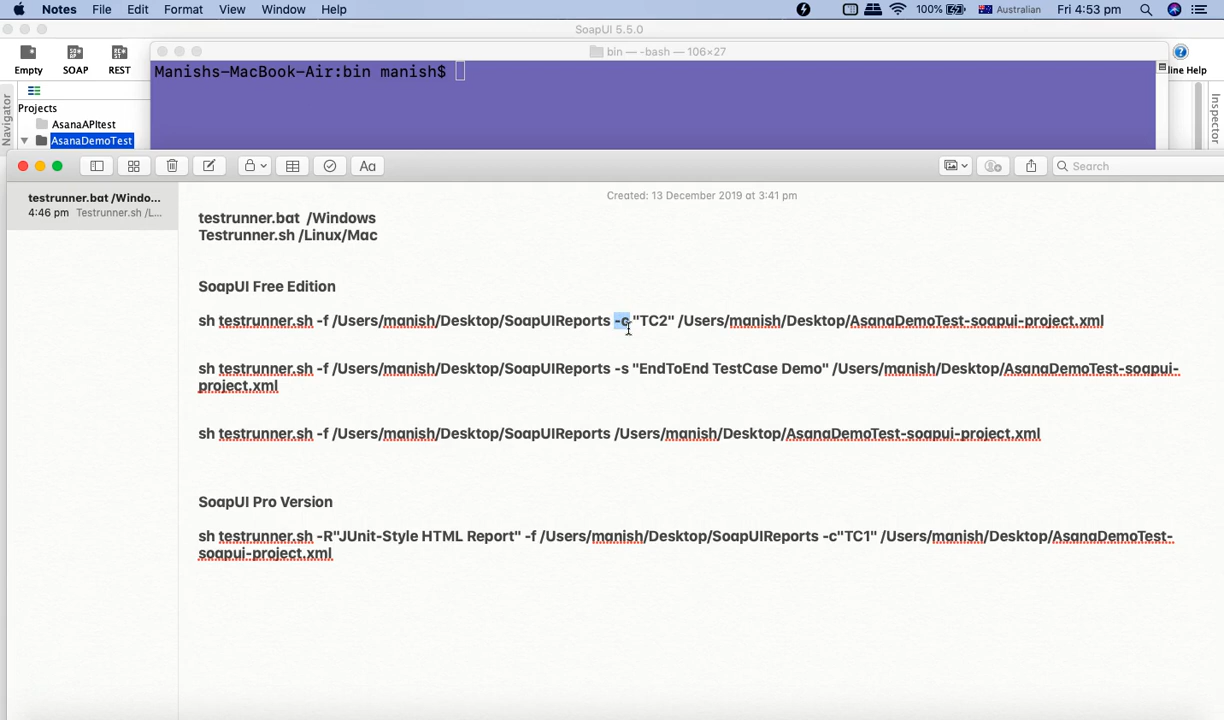 Notes File Edit Format View Window Help 100% Australian Fri 4:53 pm
SoapUI 5.5.0
bin — -bash — 106×27
Empty SOAP REST
line Help
Manishs-MacBook-Air:bin manish$
Navigator
Projects
AsanaAPItest
AsanaDemoTest
Inspector
Aa
Search
testrunner.bat /Windo...
4:46 pm Testrunner.sh /L...
Created: 13 December 2019 at 3:41 pm
testrunner.bat /Windows
Testrunner.sh /Linux/Mac
SoapUI Free Edition
sh testrunner.sh -f /Users/manish/Desktop/SoapUIReports -c "TC2" /Users/manish/Desktop/AsanaDemoTest-soapui-project.xml
sh testrunner.sh -f /Users/manish/Desktop/SoapUIReports -s "EndToEnd TestCase Demo" /Users/manish/Desktop/AsanaDemoTest-soapui-
project.xml
sh testrunner.sh -f /Users/manish/Desktop/SoapUIReports /Users/manish/Desktop/AsanaDemoTest-soapui-project.xml
SoapUI Pro Version
sh testrunner.sh -R"JUnit-Style HTML Report" -f /Users/manish/Desktop/SoapUIReports -c"TC1" /Users/manish/Desktop/AsanaDemoTest-
soapui-project.xml